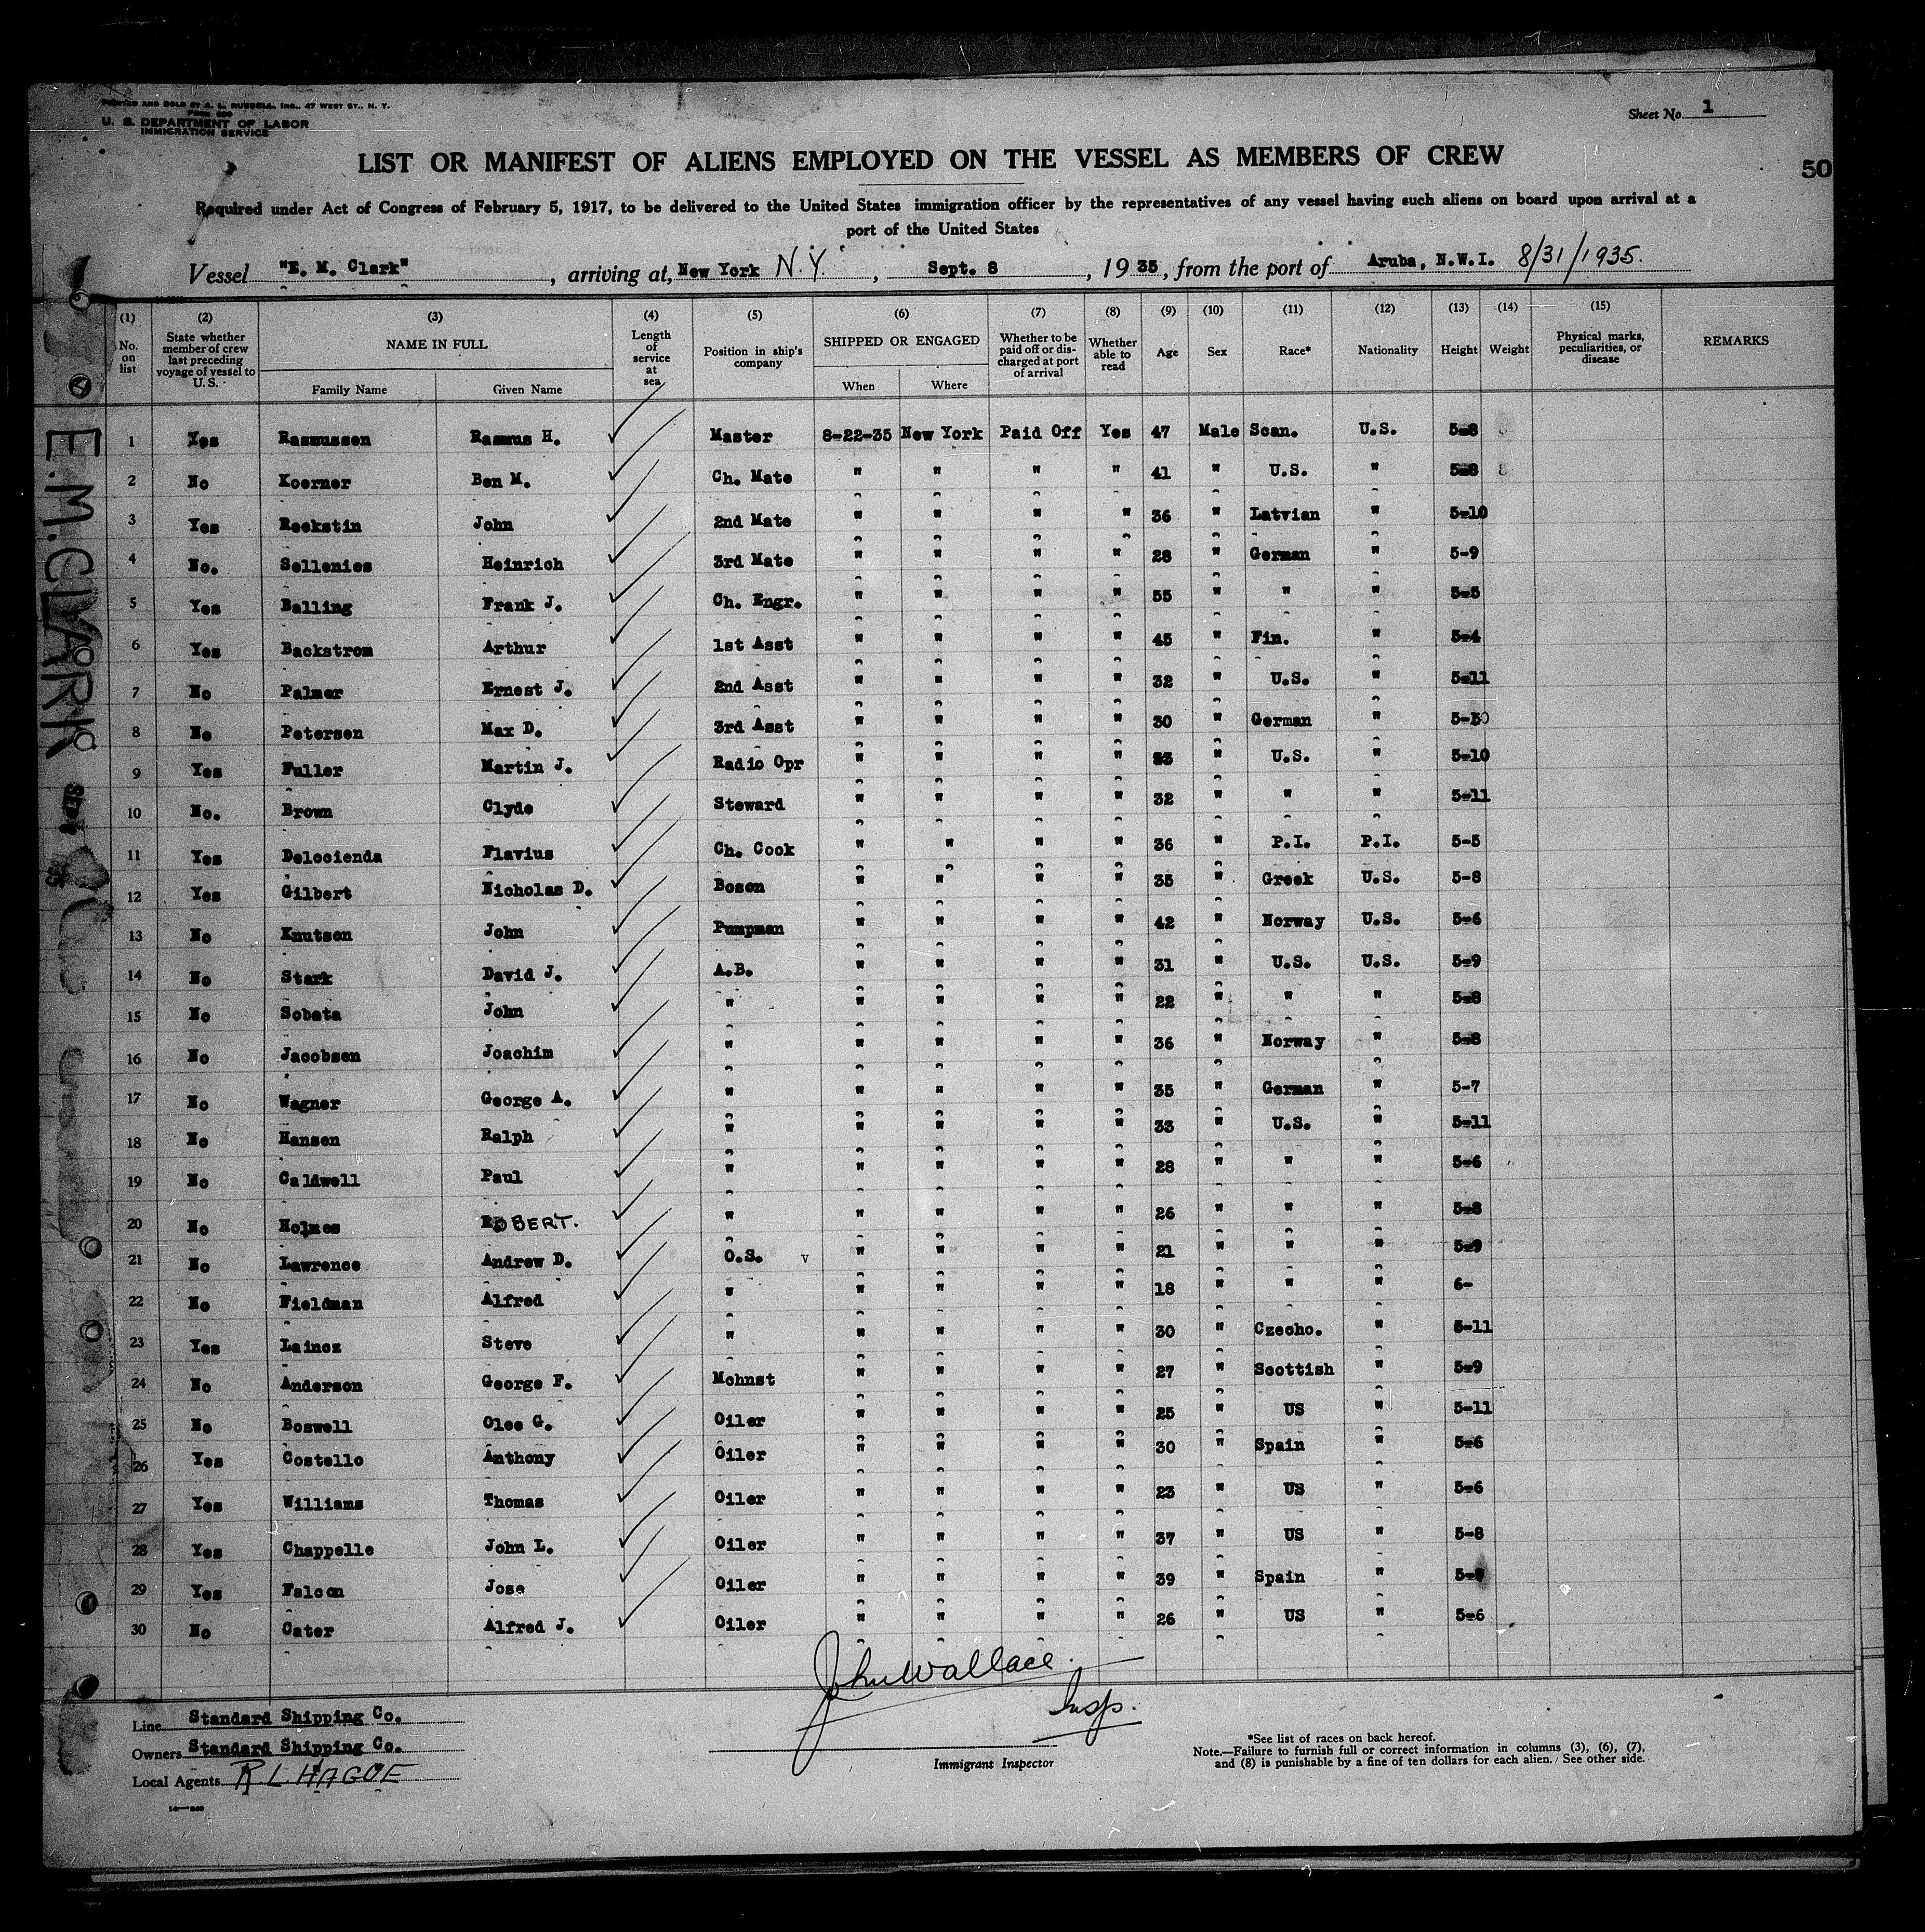 PRINTED AND SOLD BY A. L. RUSSELL, INC., 47 WEST ST., N. Y.
U. S. DEPARTMENT OF LABOR
IMMIGRATION SERVICE
Sheet No. 1
LIST OR MANIFEST OF ALIENS EMPLOYED ON THE VESSEL AS MEMBERS OF CREW
50
Required under Act of Congress of February 5, 1917, to be delivered to the United States immigration officer by the representatives of any vessel having such aliens on board upon arrival at a
port of the United States
Vessel "E. M. Clark", arriving at, New York N.Y., Sept. 8, 19 35, from the port of Aruba, N.W.I. 8/31/1935.
(1) No. on list (2) State whether member of crew last preceding voyage of vessel to U. S. (3) NAME IN FULL Family Name Given Name (4) Length of service at sea (5) Position in ship's company (6) SHIPPED OR ENGAGED When Where (7) Whether to be paid off or discharged at port of arrival (8) Whether able to read (9) Age (10) Sex (11) Race* (12) Nationality (13) Height (14) Weight (15) Physical marks, peculiarities, or disease REMARKS
1 Yes Rasmussen Rasmus H. ✓ Master 8-22-35 New York Paid Off Yes 47 Male Scan. U.S. 5-8
2 No Koerner Ben M. ✓ Ch. Mate " " " " 41 " U.S. " 5-8
3 Yes Reekstin John ✓ 2nd Mate " " " " 36 " Latvian " 5-10
4 No. Sellenies Heinrich ✓ 3rd Mate " " " " 28 " German " 5-9
5 Yes Balling Frank J. ✓ Ch. Engr. " " " " 55 " " " 5-5
6 Yes Backstrom Arthur ✓ 1st Asst " " " " 45 " Fin. " 5-4
7 No Palmer Ernest J. ✓ 2nd Asst " " " " 32 " U.S. " 5-11
8 No Petersen Max D. ✓ 3rd Asst " " " " 30 " German "
9 Yes Fuller Martin J. ✓ Radio Opr " " " " " U.S. " 5-10
10 No. Brown Clyde ✓ Steward " " " " 32 " " " 5-11
11 Yes Delocienda Flavius ✓ Ch. Cook " " " " 36 " P.I. P.I. 5-5
12 Yes Gilbert Nicholas D. ✓ Bosen " " " " 35 " Greek U.S. 5-8
13 No Knutsen John ✓ Pumpman " " " " 42 " Norway U.S. 5-6
14 No Stark David J. ✓ A.B. " " " " 31 " U.S. U.S. 5-9
15 No Sobata John ✓ " " " " " 22 " " " 5-8
16 No Jacobsen Joachim ✓ " " " " " 36 " Norway " 5-8
17 No Wagner George A. ✓ " " " " " 35 " German " 5-7
18 No Hansen Ralph ✓ " " " " " 33 " U.S. " 5-11
19 No Caldwell Paul ✓ " " " " " 28 " " " 5-6
20 No Holmes ROBERT. ✓ " " " " " 26 " " " 5-8
21 No Lawrence Andrew D. ✓ O.S. v " " " " 21 " " " 5-9
22 No Fieldman Alfred ✓ " " " " " 18 " " " 6-
23 Yes Lainez Steve ✓ " " " " " 30 " Czecho. " 5-11
24 No Anderson George F. ✓ Mchnst " " " " 27 " Scottish " 5-9
25 No Boswell Olee G. ✓ Oiler " " " " 25 " US " 5-11
26 Yes Costello Anthony ✓ Oiler " " " " 30 " Spain " 5-6
27 Yes Williams Thomas ✓ Oiler " " " " 23 " US " 5-6
28 Yes Chappelle John L. ✓ Oiler " " " " 37 " US " 5-8
29 Yes Falcon Jose ✓ Oiler " " " " 39 " Spain "
30 No Cater Alfred J. ✓ Oiler " " " " 26 " US " 5-6
John Wallace.
Insp.
Line Standard Shipping Co.
Owners Standard Shipping Co.
Local Agents R.L. HAGUE
Immigrant Inspector
*See list of races on back hereof.
Note.—Failure to furnish full or correct information in columns (3), (6), (7),
and (8) is punishable by a fine of ten dollars for each alien. See other side.
E.M. CLARK